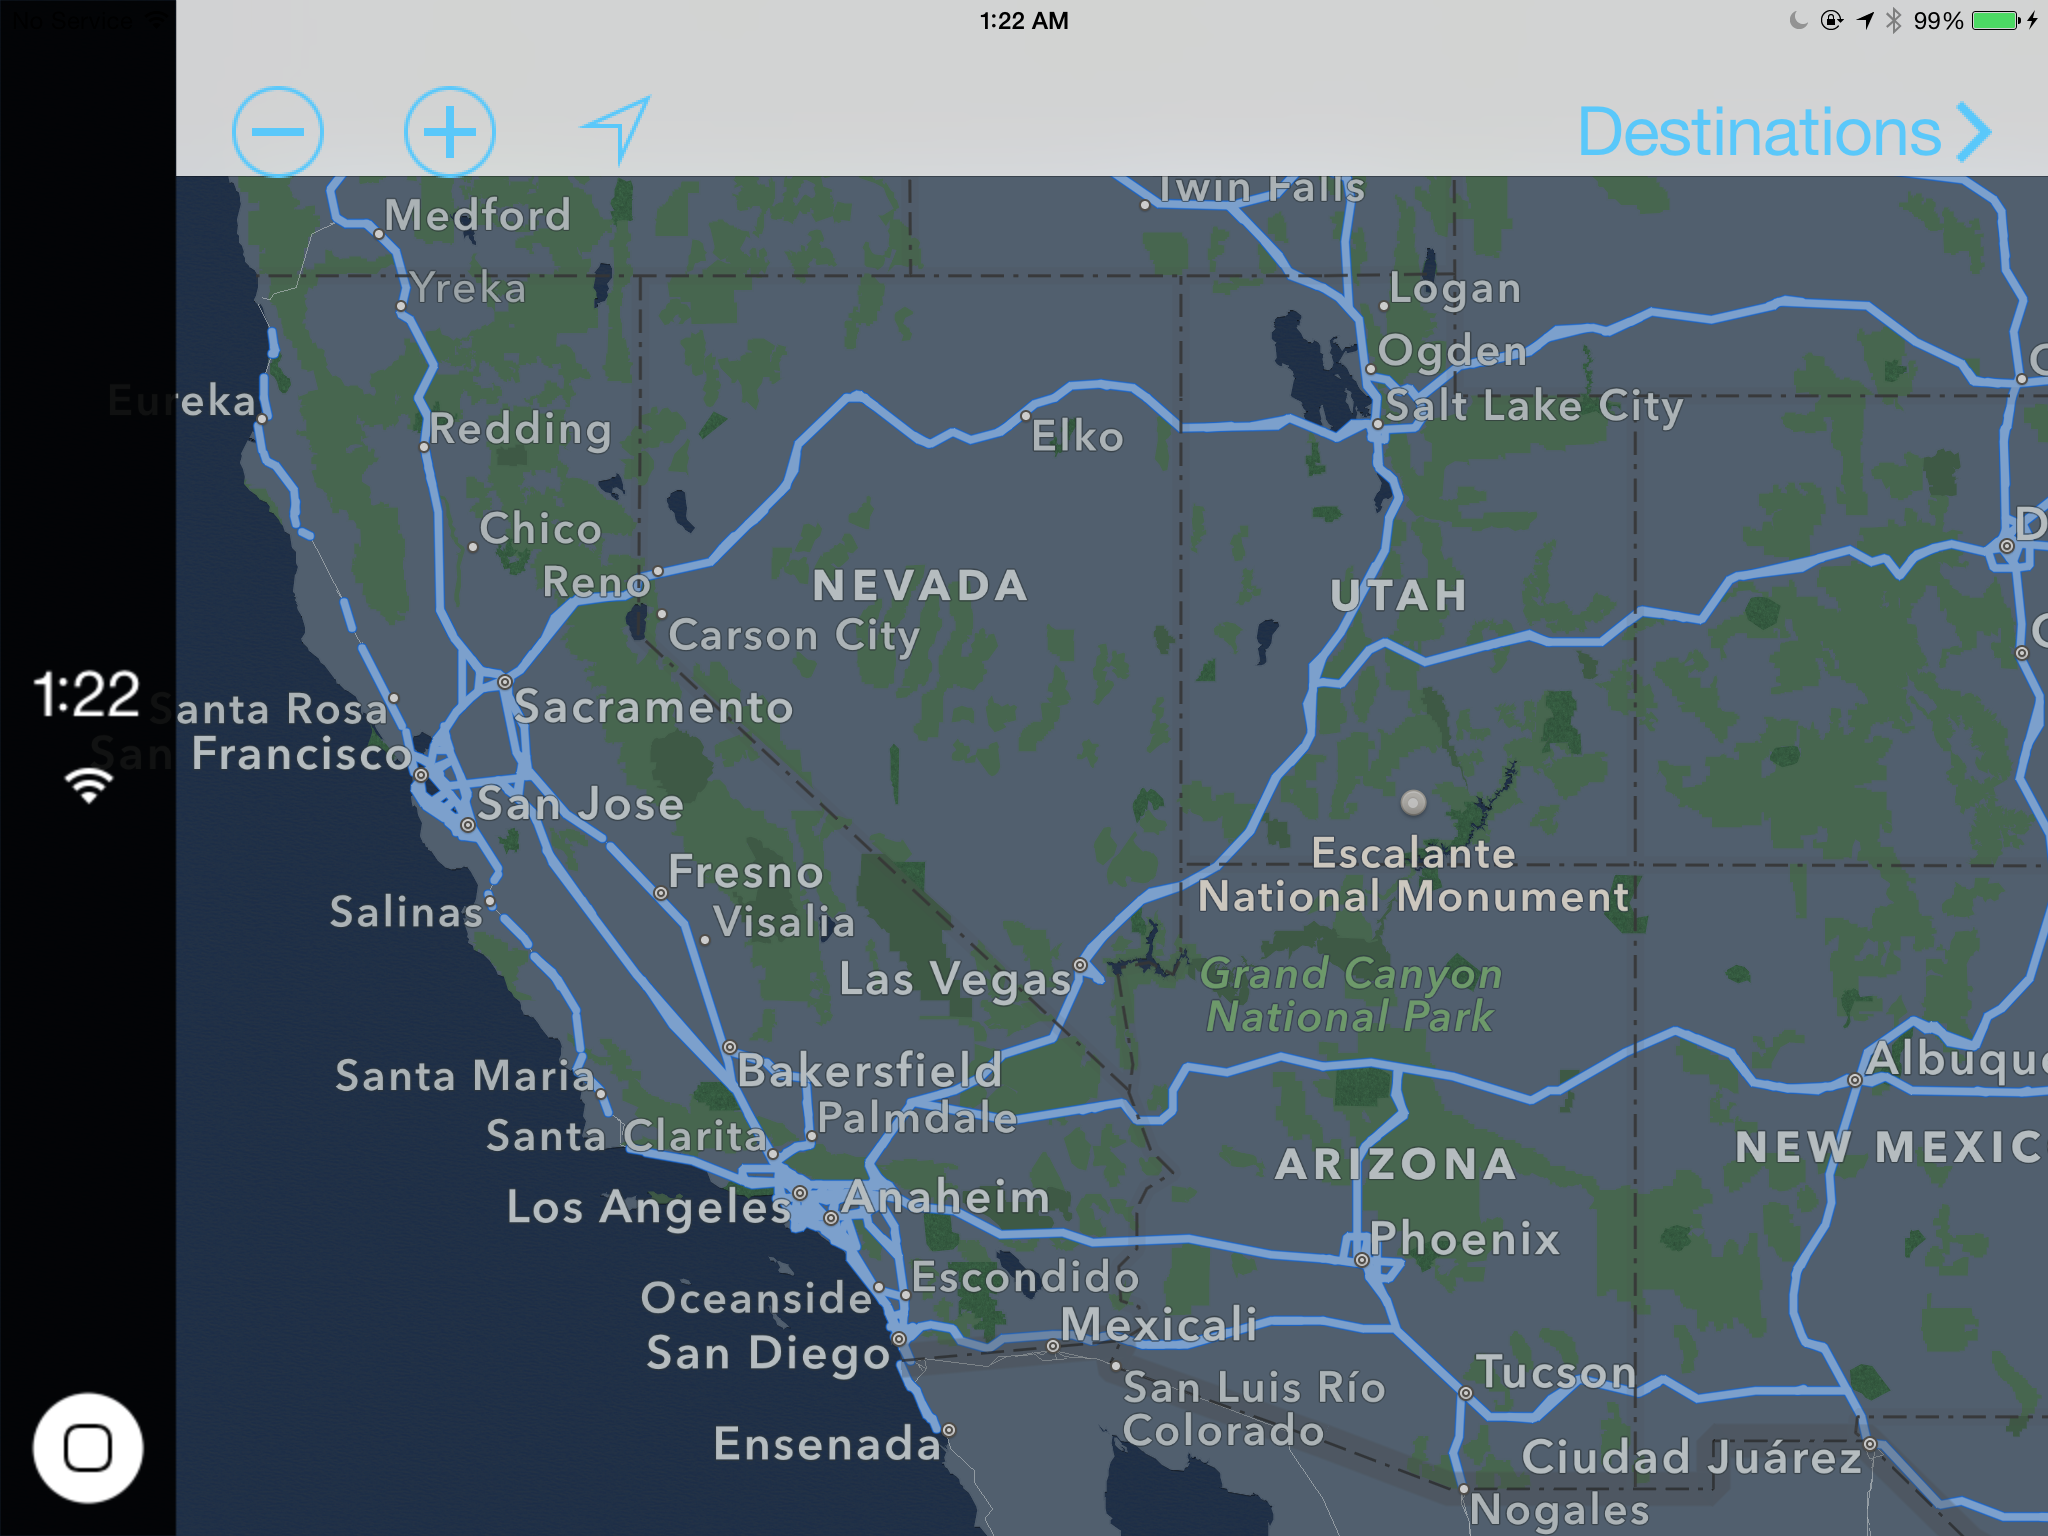 No Service
1:22 AM
99%
Destinations
Twin Falls
Medford
Yreka
Logan
Ogden
Eureka
Salt Lake City
Redding
Elko
Chico
Reno
NEVADA
UTAH
Carson City
1:22
Santa Rosa
Sacramento
San Francisco
San Jose
Escalante
National Monument
Fresno
Visalia
Salinas
Las Vegas
Grand Canyon
National Park
Santa Maria
Bakersfield
Albuque
Palmdale
Santa Clarita
ARIZONA
NEW MEXIC
Los Angeles
Anaheim
Phoenix
Escondido
Oceanside
Mexicali
San Diego
Tucson
San Luis Río
Colorado
Ensenada
Ciudad Juárez
Nogales